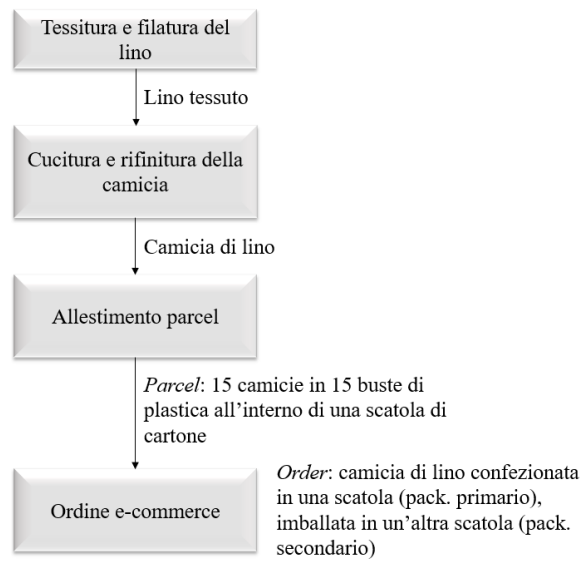 Tessitura e filatura del
lino
Lino tessuto
Cucitura e rifinitura della
camicia
Camicia di lino
Allestimento parcel
Parcel: 15 camicie in 15 buste di
plastica all'interno di una scatola di
cartone
Ordine e-commerce
Order: camicia di lino confezionata
in una scatola (pack. primario),
imballata in un'altra scatola (pack.
secondario)